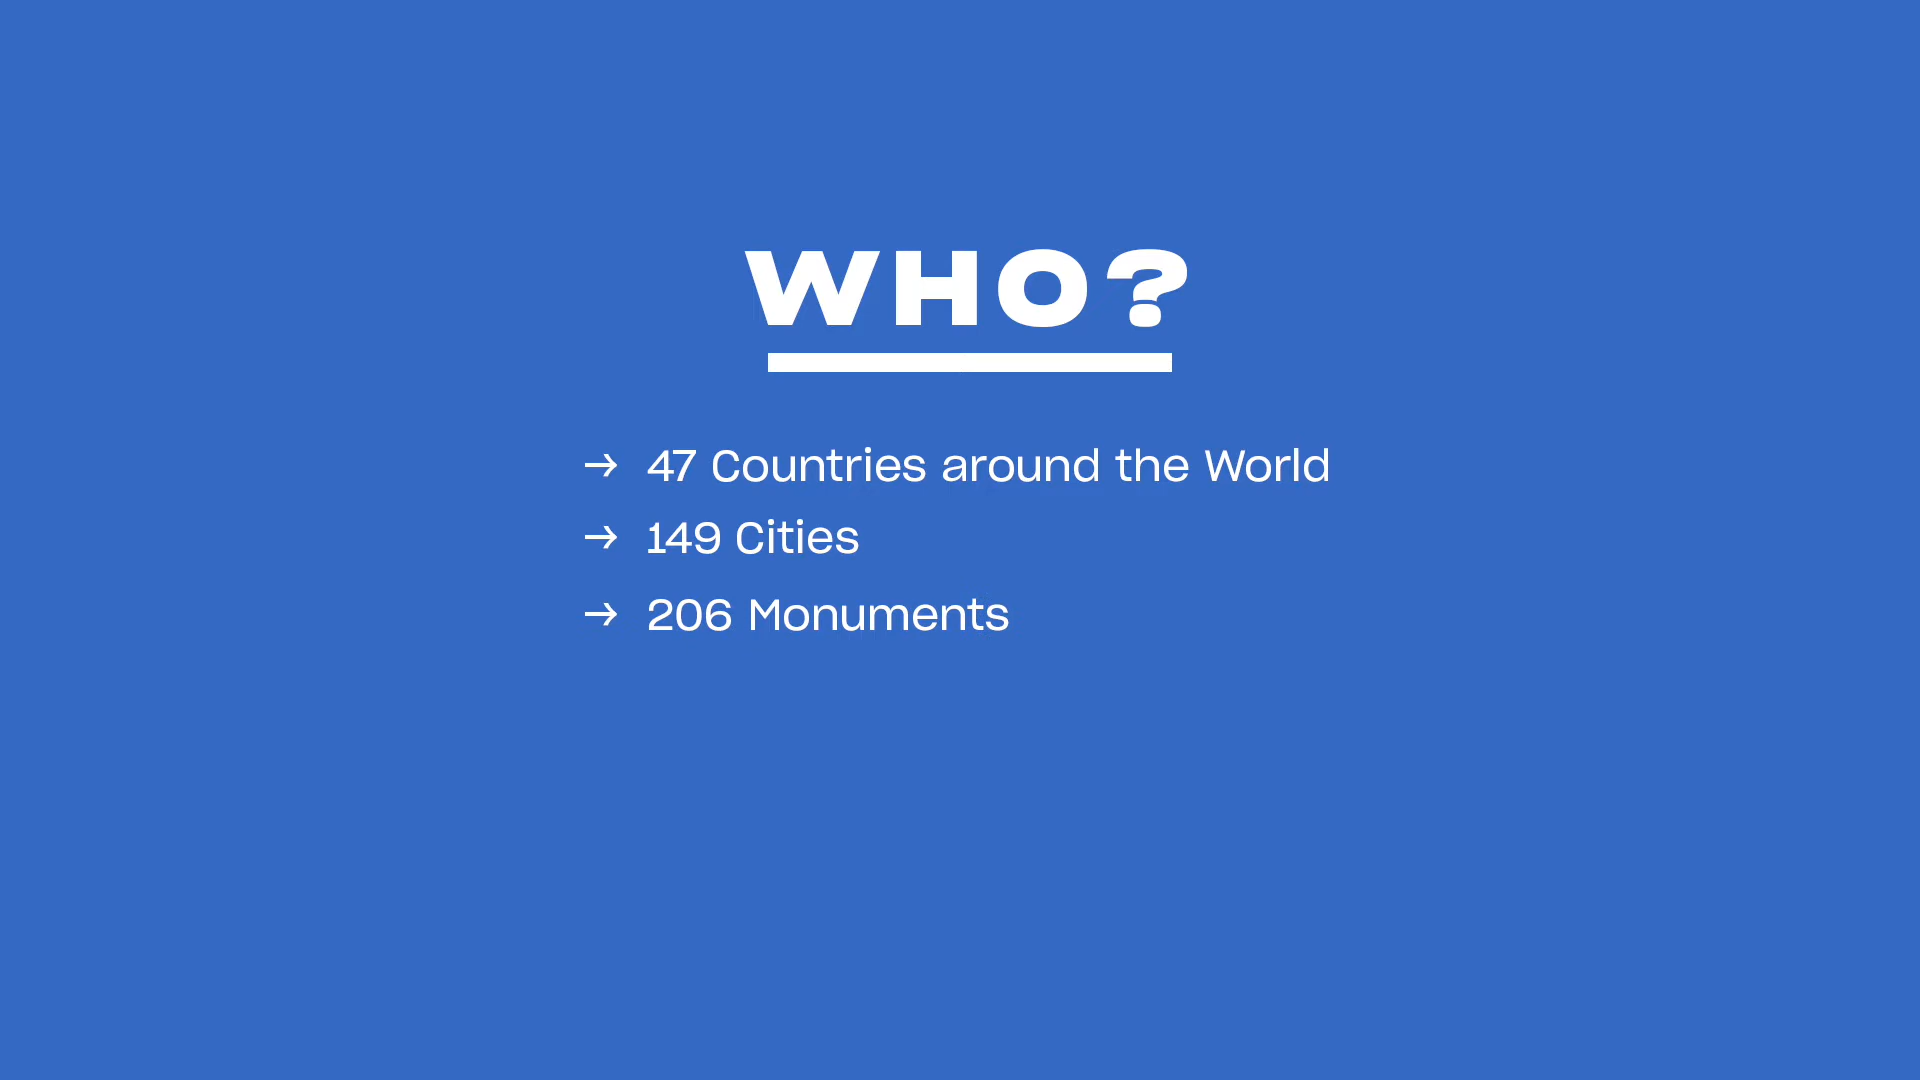 WHO?
→ 47 Countries around the World
→ 149 Cities
→ 206 Monuments